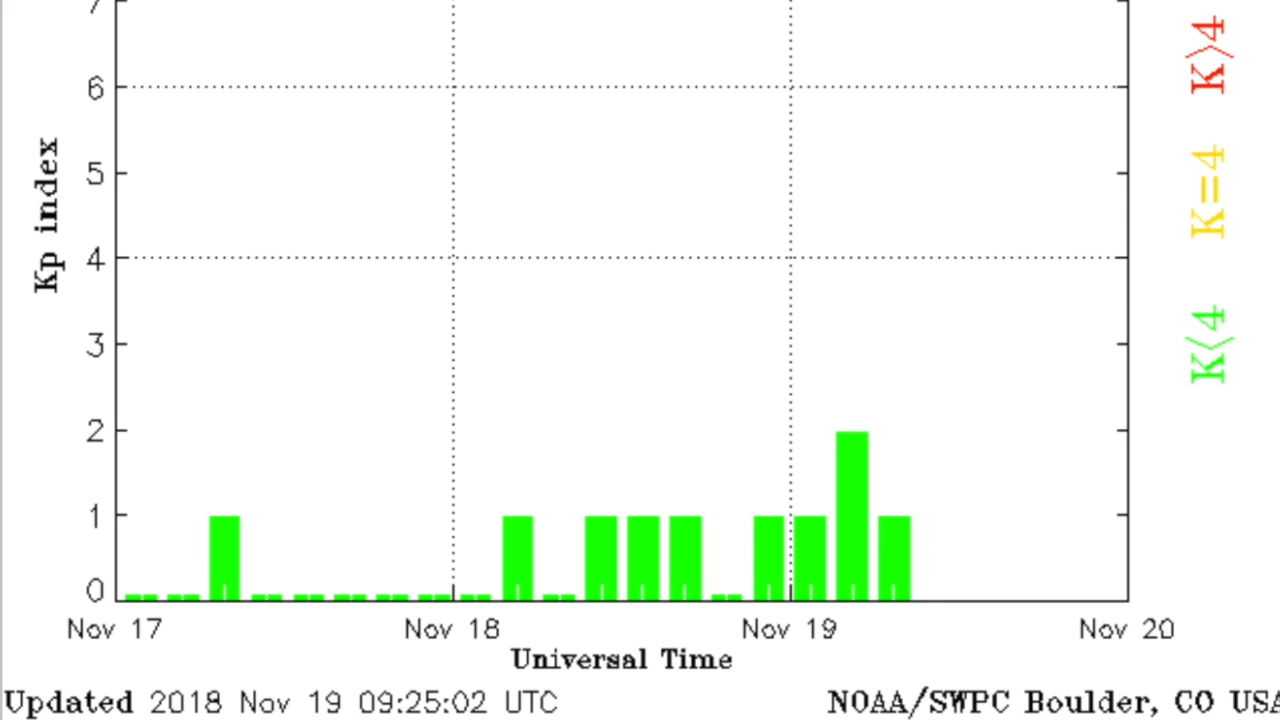 7
6
5
4
3
2
1
0
Kp index
K>4
K=4
K<4
Nov 17 Nov 18 Nov 19 Nov 20
Universal Time
Updated 2018 Nov 19 09:25:02 UTC
NOAA/SWPC Boulder, CO USA